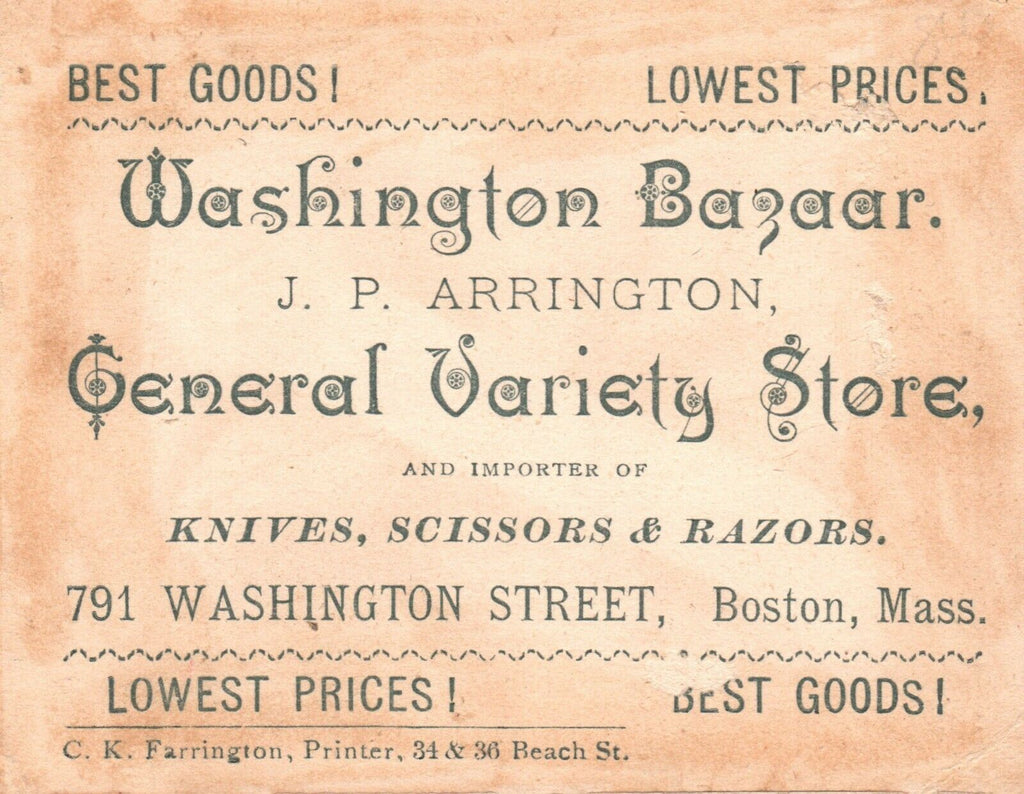 BEST GOODS! LOWEST PRICES.
Washington Bazaar.
J. P. ARRINGTON,
General Variety Store,
AND IMPORTER OF
KNIVES, SCISSORS & RAZORS.
791 WASHINGTON STREET, Boston, Mass.
LOWEST PRICES! BEST GOODS!
C. K. Farrington, Printer, 34 & 36 Beach St.